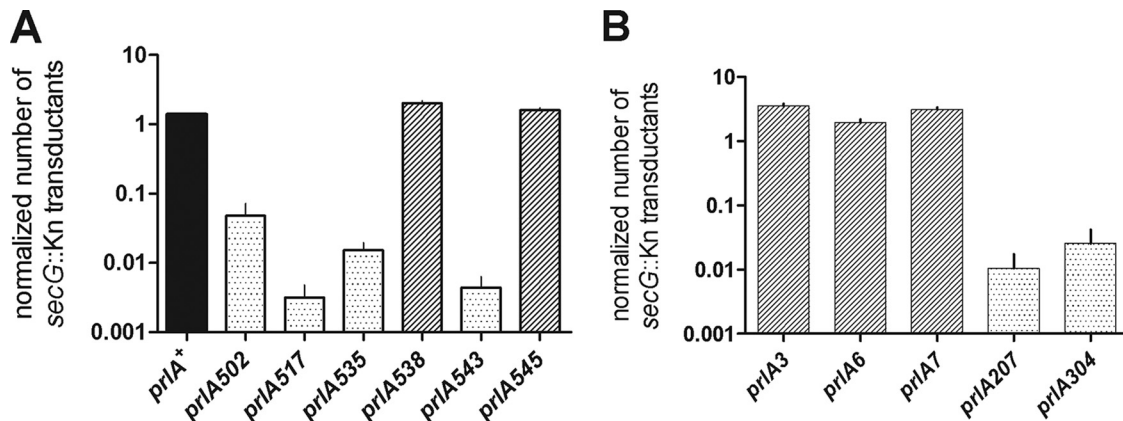 A
normalized number of
secG::Kn transductants
10
1
0.1
0.01
0.001
prlA+
prlA502
prlA517
prlA535
prlA538
prlA543
prlA545
B
normalized number of
secG::Kn transductants
10
1
0.1
0.01
0.001
prlA3
prlA6
prlA7
prlA207
prlA304